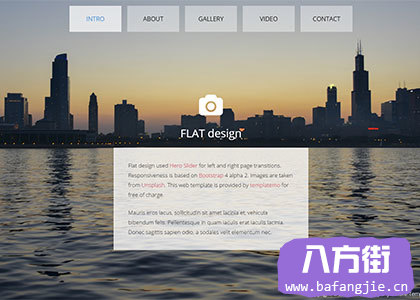 INTRO
ABOUT
GALLERY
VIDEO
CONTACT
FLAT design
Flat design used Hero Slider for left and right page transitions.
Responsiveness is based on Bootstrap 4 alpha 2. Images are taken
from Unsplash. This web template is provided by templatemo for
free of charge.
Mauris eros lacus, sollicitudin sit amet lacinia et, vehicula
bibendum felis. Pellentesque in quam luctus erat iaculis lacinia.
Donec sagittis sapien odio, a sodales velit elementum nec.
八方街
www.bafangjie.cn